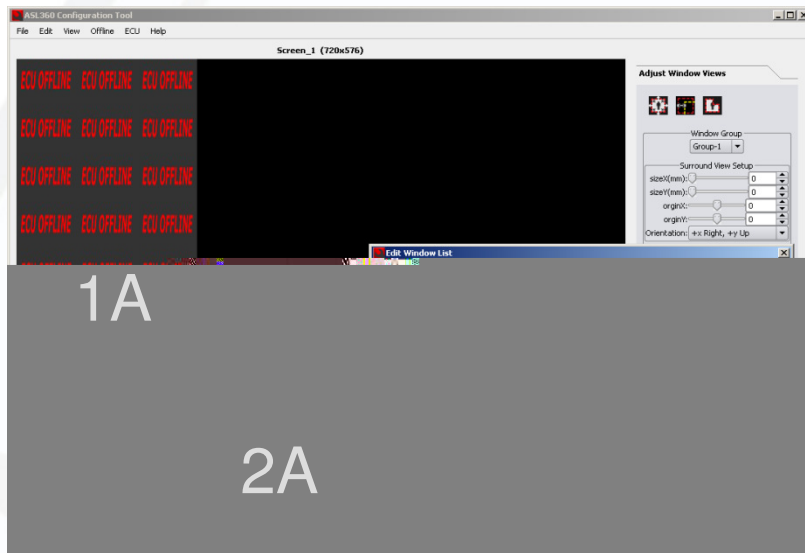 ASL360 Configuration Tool
File Edit View Offline ECU Help
Screen_1 (720x576)
ECU OFFLINE ECU OFFLINE ECU OFFLINE
ECU OFFLINE ECU OFFLINE ECU OFFLINE
ECU OFFLINE ECU OFFLINE ECU OFFLINE
ECU OFFLINE ECU OFFLINE ECU OFFLINE
Adjust Window Views
Window Group
Group-1
Surround View Setup
sizeX(mm): 0
sizeY(mm): 0
orginX: 0
orginY: 0
Orientation: +x Right, +y Up
Edit Window List
1A
2A